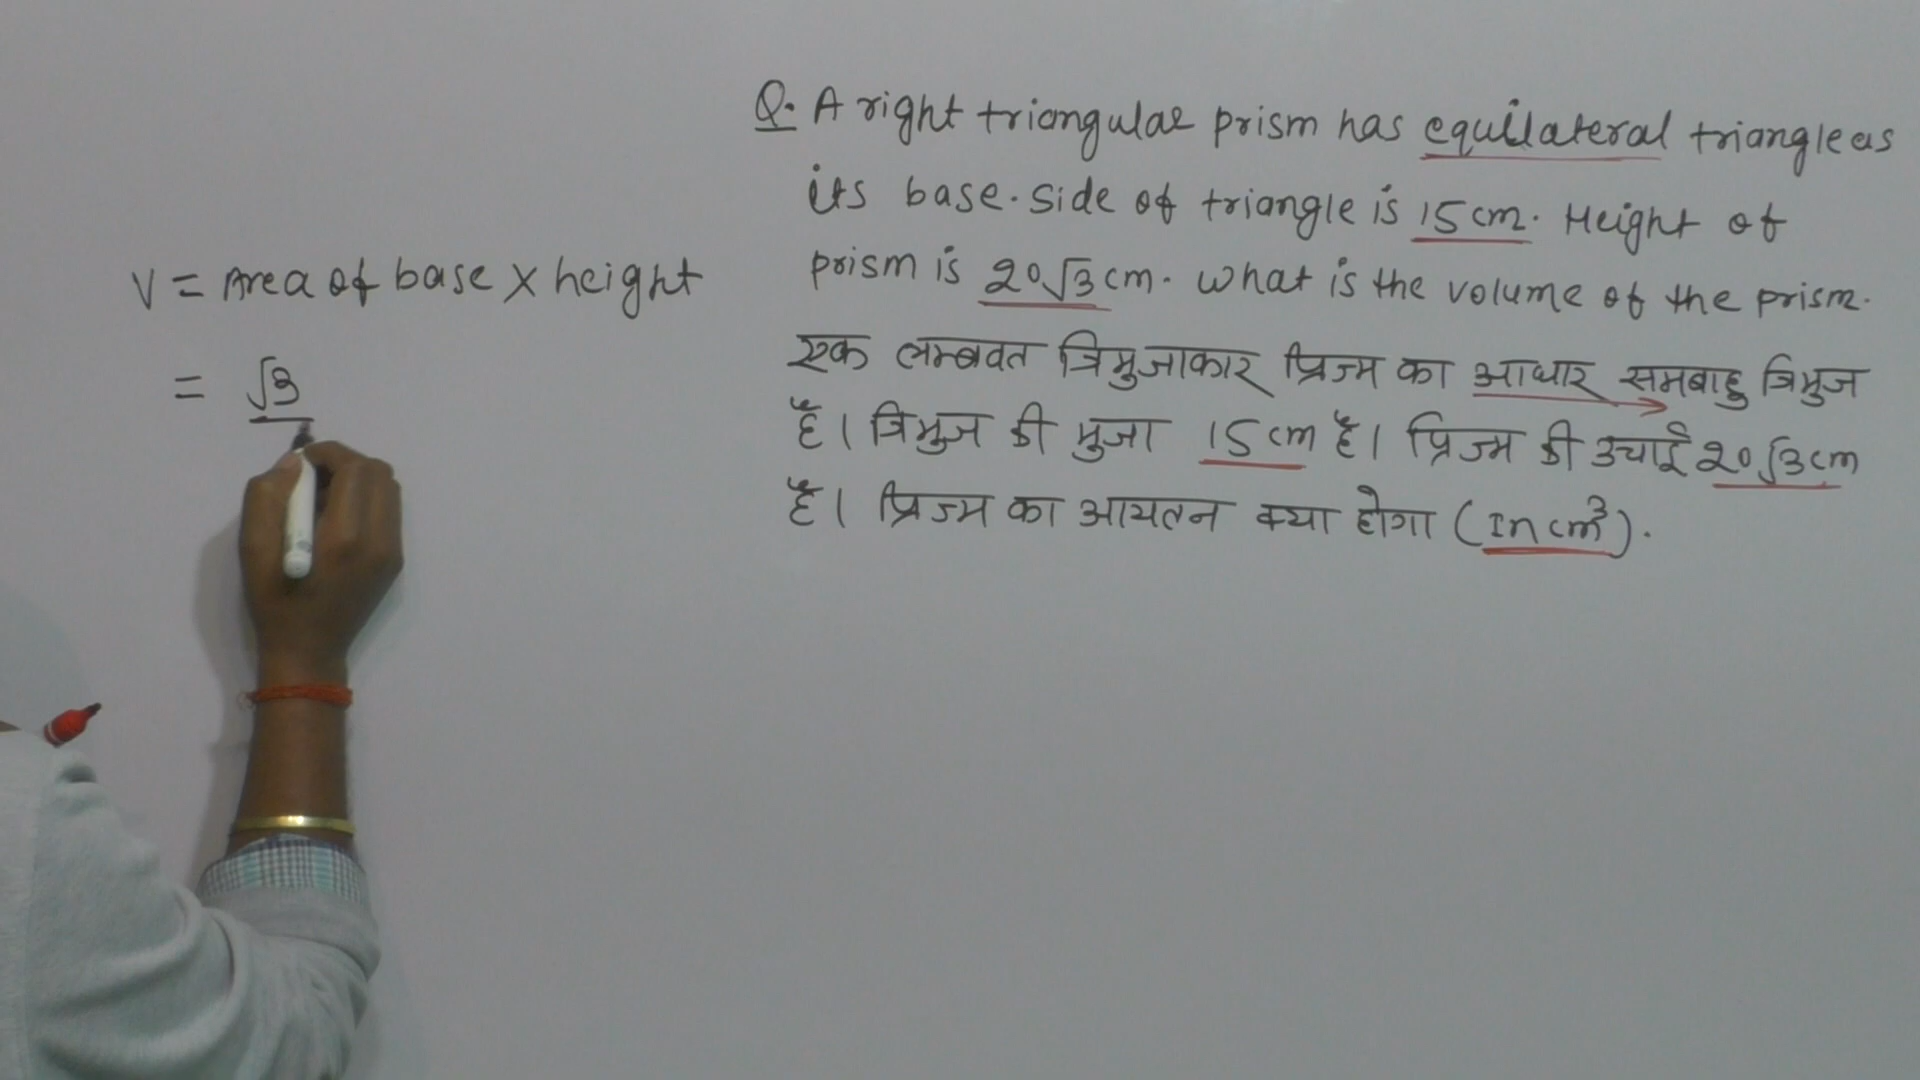 Q. A right triangular prism has equilateral triangle as
its base. Side of triangle is 15 cm. Height of
prism is 20√3 cm. What is the volume of the prism.
एक लम्बवत त्रिभुजाकार प्रिज्म का आधार समबाहु त्रिभुज
है। त्रिभुज की भुजा 15 cm है। प्रिज्म की उचाई 20√3 cm
है। प्रिज्म का आयतन क्या होगा (In cm³).
V = Area of base × height
= √3